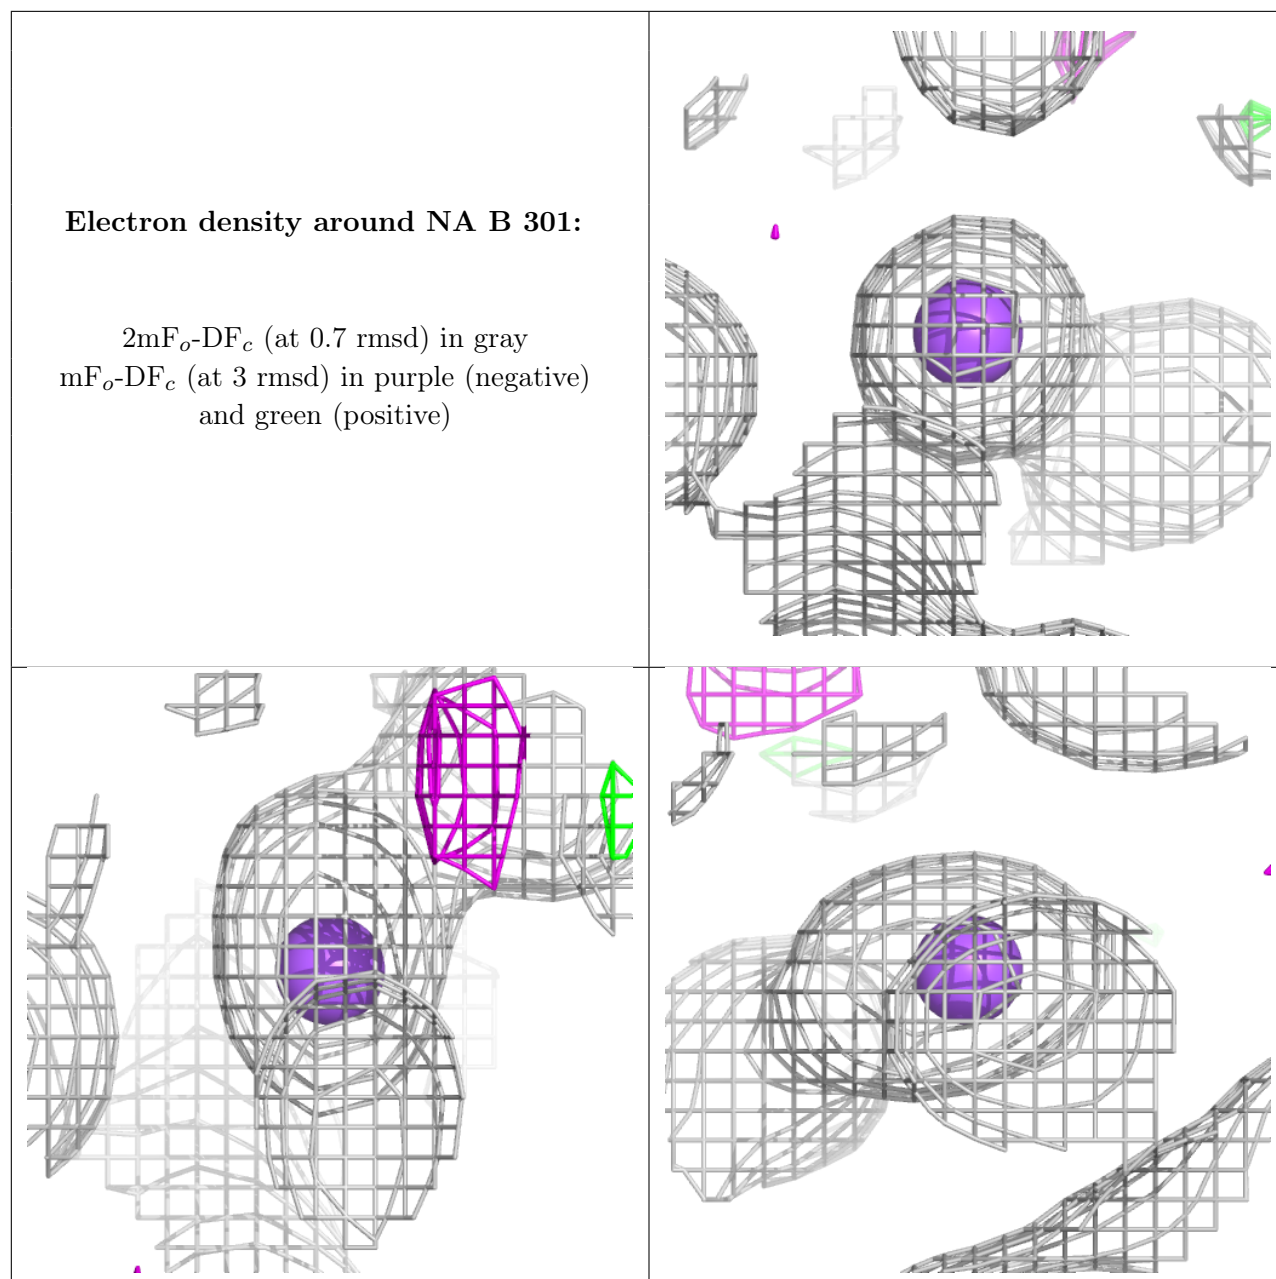 Electron density around NA B 301:
2mFo-DFc (at 0.7 rmsd) in gray
mFo-DFc (at 3 rmsd) in purple (negative)
and green (positive)